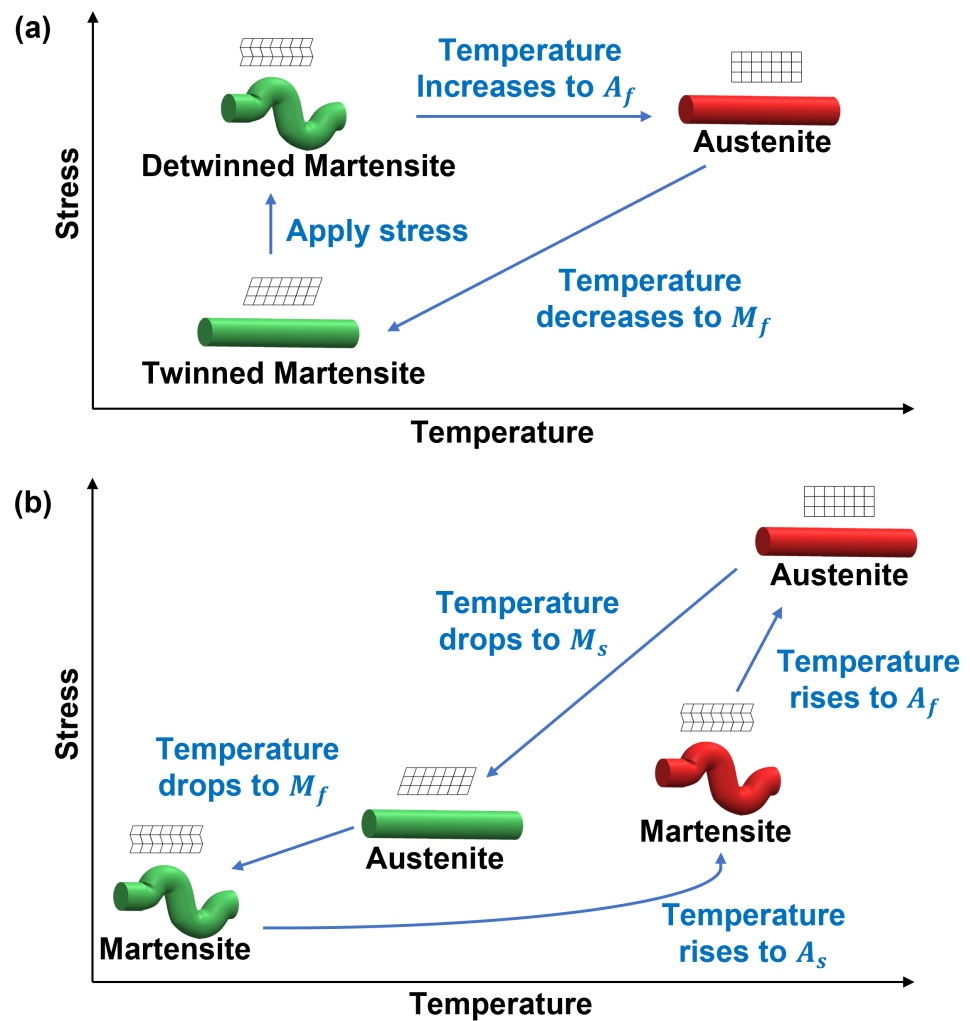 (a)
Stress
Temperature
Increases to A_f
Austenite
Detwinned Martensite
Apply stress
Temperature
decreases to M_f
Twinned Martensite
Temperature
(b)
Stress
Austenite
Temperature
drops to M_s
Temperature
rises to A_f
Temperature
drops to M_f
Martensite
Austenite
Martensite
Temperature
rises to A_s
Temperature